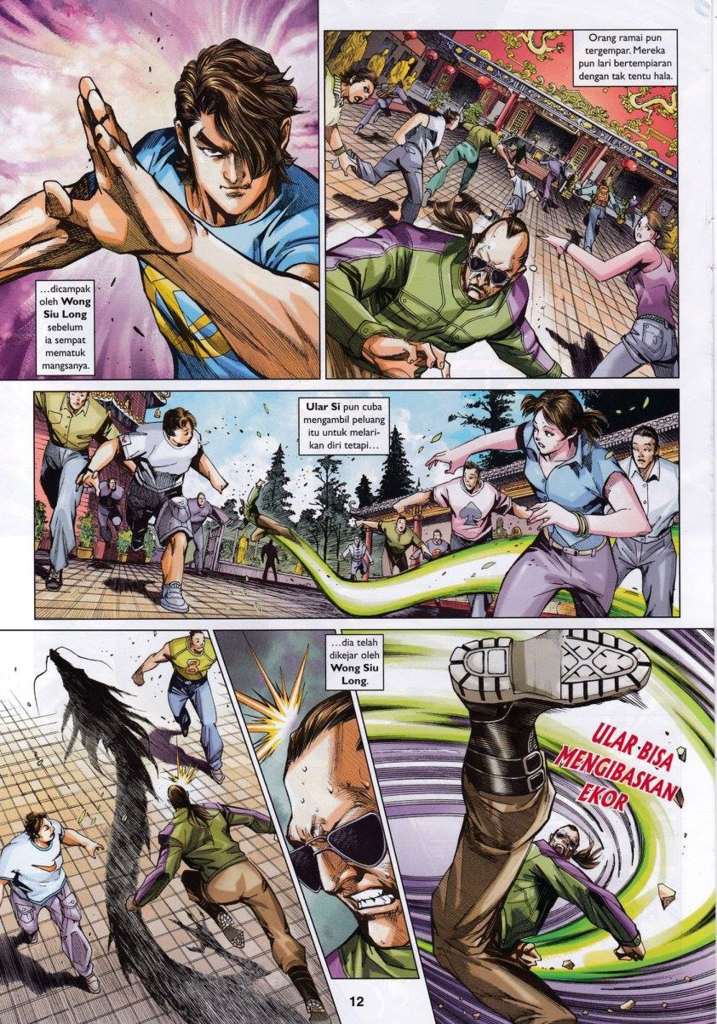 ...dicampak
oleh Wong
Siu Long
sebelum
ia sempat
mematuk
mangsanya.
Orang ramai pun
tergempar. Mereka
pun lari bertempiaran
dengan tak tentu hala.
Ular Si pun cuba
mengambil peluang
itu untuk melari-
kan diri tetapi...
...dia telah
dikejar oleh
Wong Siu
Long.
ULAR BISA
MENGIBASKAN
EKOR
12